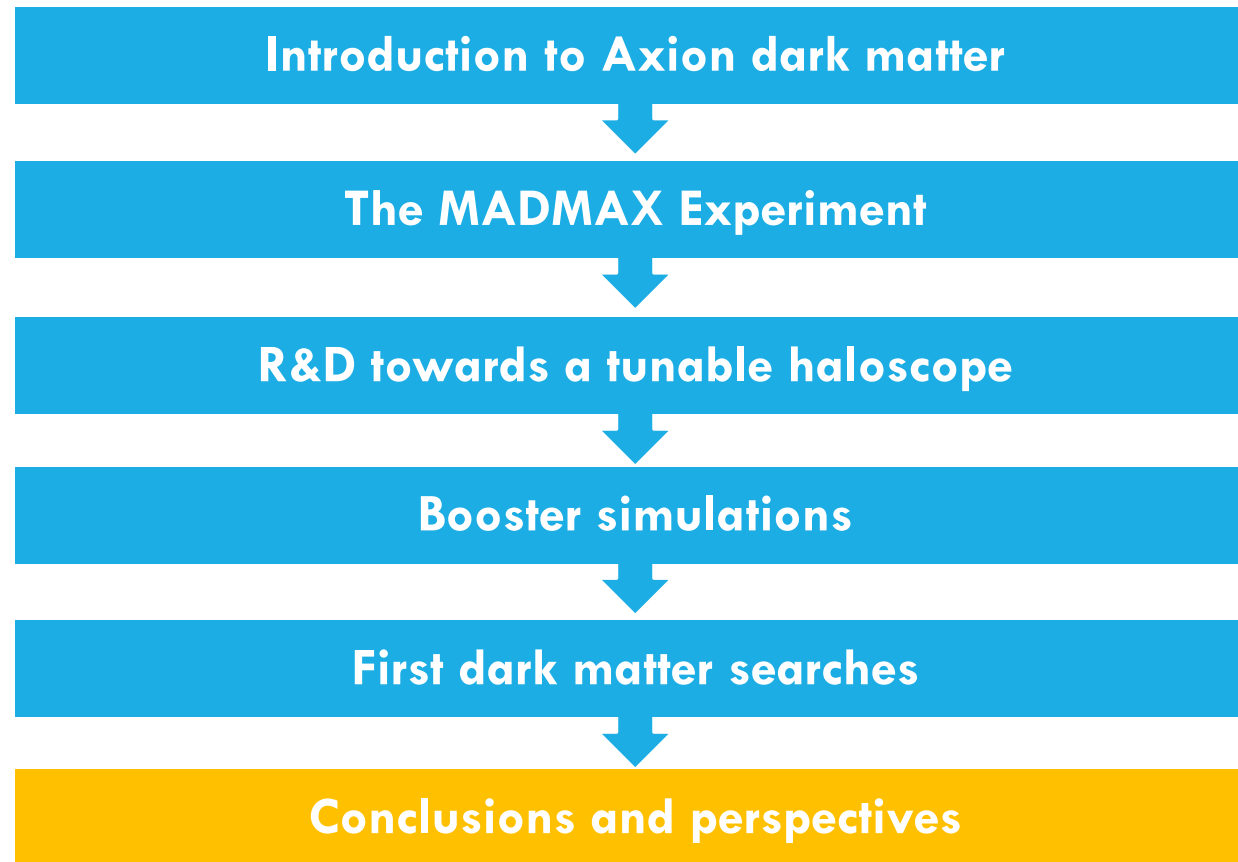 Introduction to Axion dark matter
The MADMAX Experiment
R&D towards a tunable haloscope
Booster simulations
First dark matter searches
Conclusions and perspectives